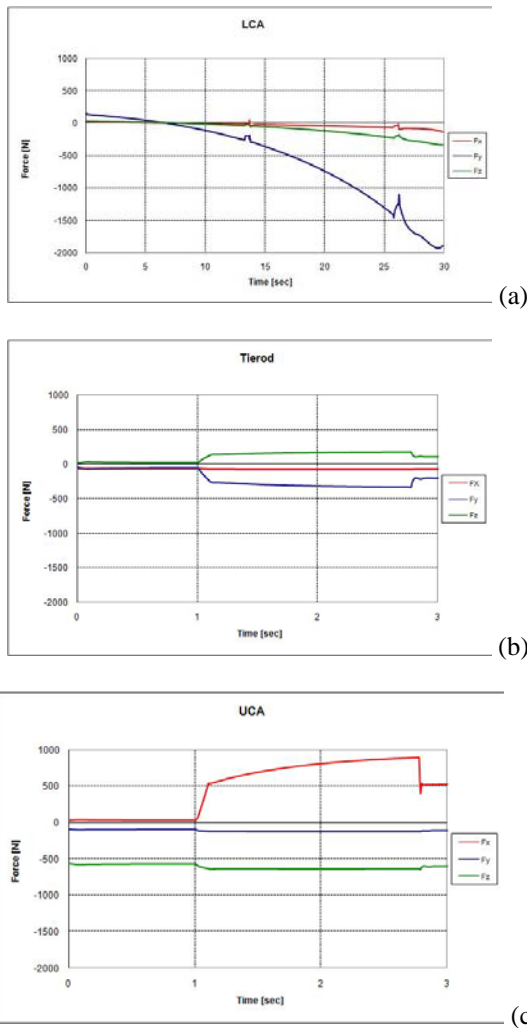 LCA
1000
500
0
-500
-1000
-1500
-2000
Force [N]
0 5 10 15 20 25 30
Time [sec]
Fx
Fy
Fz
(a)
Tierod
1000
500
0
-500
-1000
-1500
-2000
Force [N]
0 1 2 3
Time [sec]
FX
Fy
Fz
(b)
UCA
1000
500
0
-500
-1000
-1500
-2000
Force [N]
0 1 2 3
Time [sec]
Fx
Fy
Fz
(c